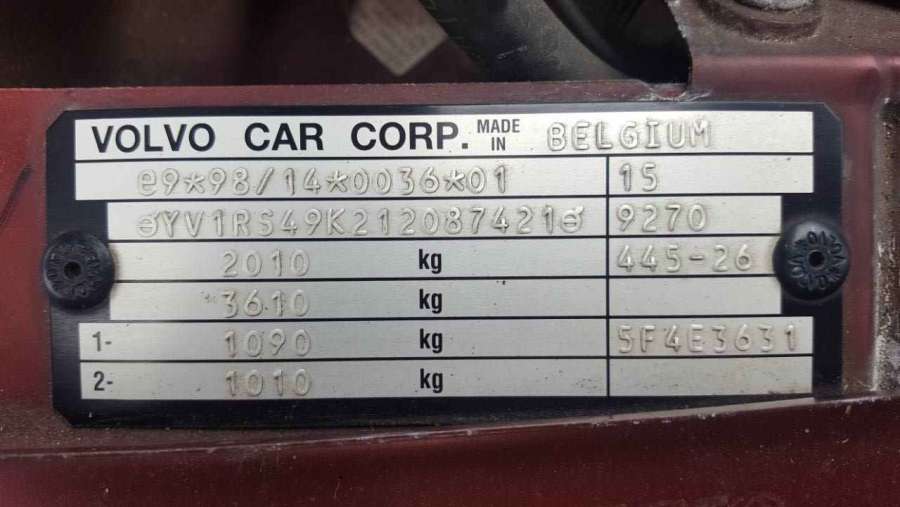 VOLVO CAR CORP. MADE IN BELGIUM
e9*98/14*0036*01 15
YV1RS49K212087421 9270
2010 kg 445-26
3610 kg
1- 1090 kg 5F4E3631
2- 1010 kg